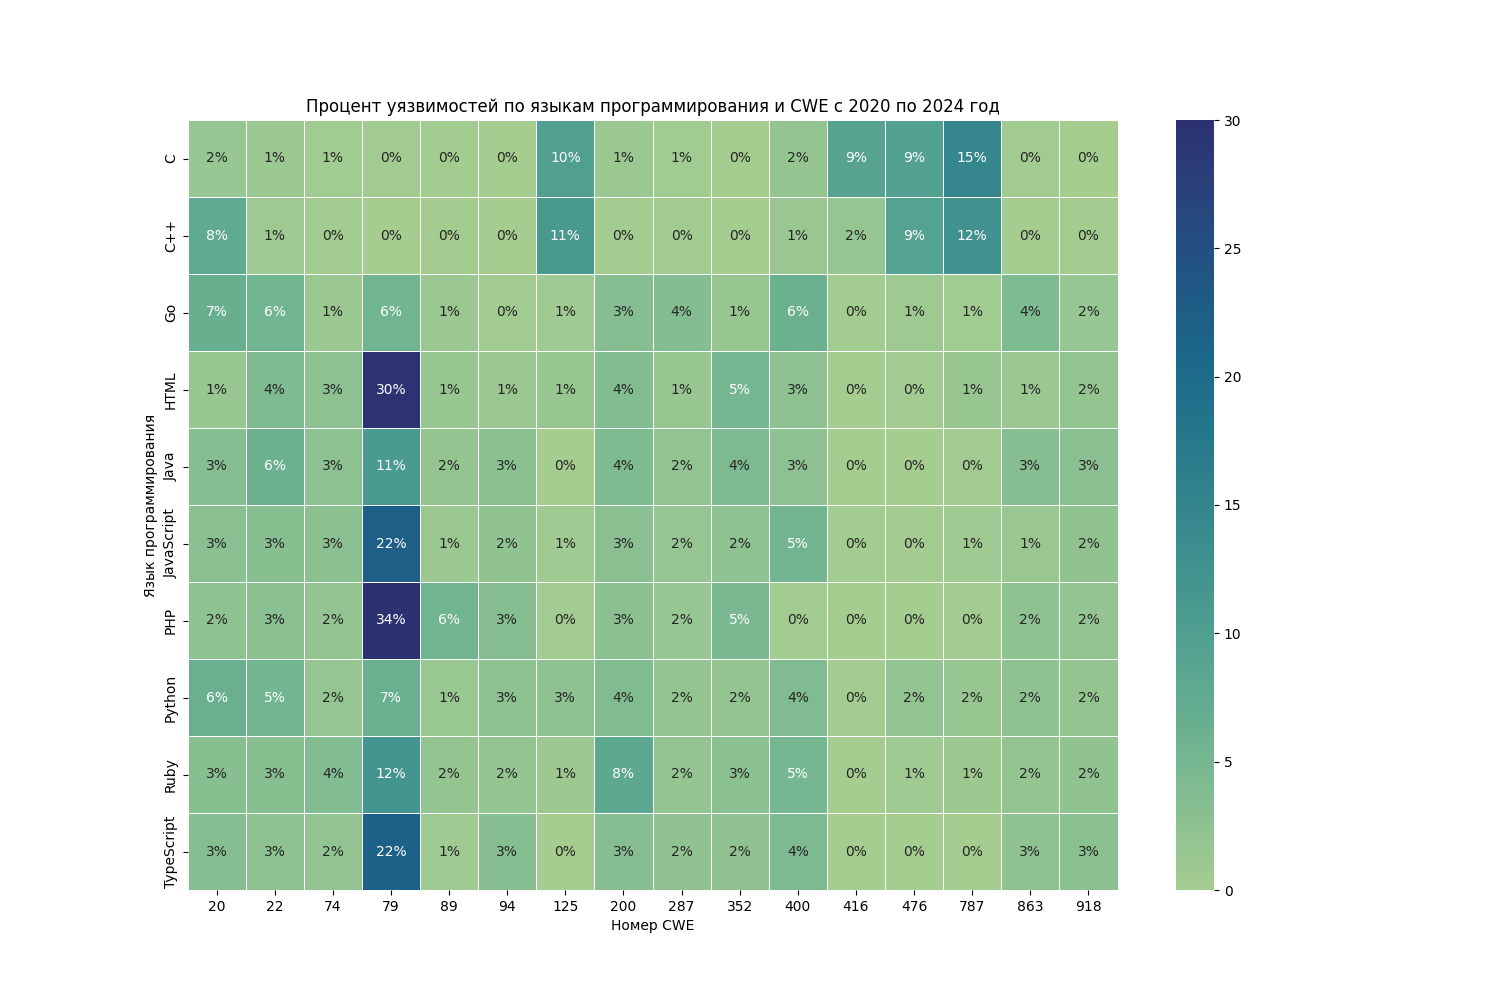 Процент уязвимостей по языкам программирования и CWE с 2020 по 2024 год
Язык программирования
C 2% 1% 1% 0% 0% 0% 10% 1% 1% 0% 2% 9% 9% 15% 0% 0%
C++ 8% 1% 0% 0% 0% 0% 11% 0% 0% 0% 1% 2% 9% 12% 0% 0%
Go 7% 6% 1% 6% 1% 0% 1% 3% 4% 1% 6% 0% 1% 1% 4% 2%
HTML 1% 4% 3% 30% 1% 1% 1% 4% 1% 5% 3% 0% 0% 1% 1% 2%
Java 3% 6% 3% 11% 2% 3% 0% 4% 2% 4% 3% 0% 0% 0% 3% 3%
JavaScript 3% 3% 3% 22% 1% 2% 1% 3% 2% 2% 5% 0% 0% 1% 1% 2%
PHP 2% 3% 2% 34% 6% 3% 0% 3% 2% 5% 0% 0% 0% 0% 2% 2%
Python 6% 5% 2% 7% 1% 3% 3% 4% 2% 2% 4% 0% 2% 2% 2% 2%
Ruby 3% 3% 4% 12% 2% 2% 1% 8% 2% 3% 5% 0% 1% 1% 2% 2%
TypeScript 3% 3% 2% 22% 1% 3% 0% 3% 2% 2% 4% 0% 0% 0% 3% 3%
20 22 74 79 89 94 125 200 287 352 400 416 476 787 863 918
Номер CWE
30
25
20
15
10
5
0